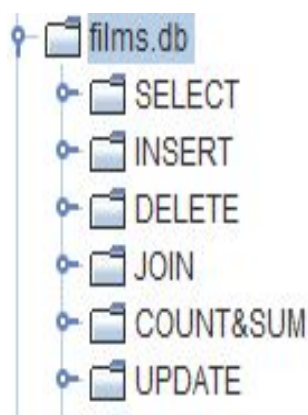 films.db
SELECT
INSERT
DELETE
JOIN
COUNT&SUM
UPDATE